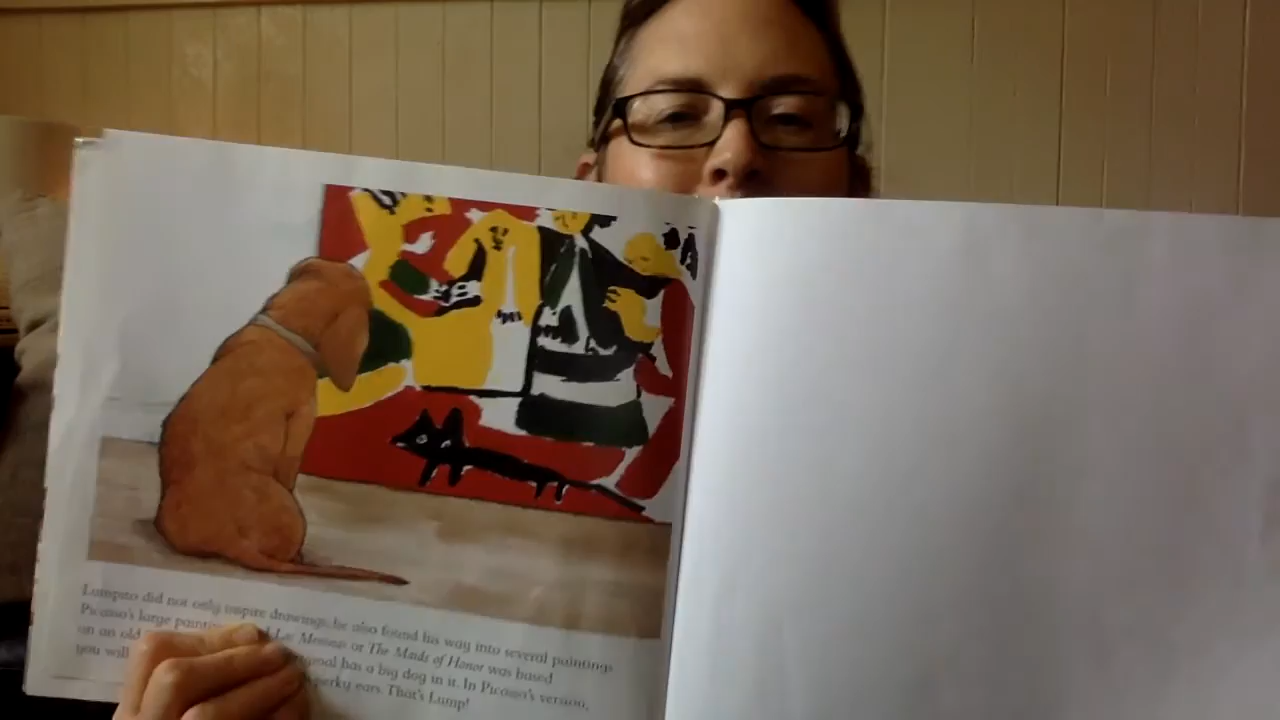 Lumpito did not only inspire drawings, he also found his way into several paintings
Picasso's large Las Meninas or The Maids of Honor was based
on an old has a big dog in it. In Picasso's version,
you will perky ears. That's Lump!